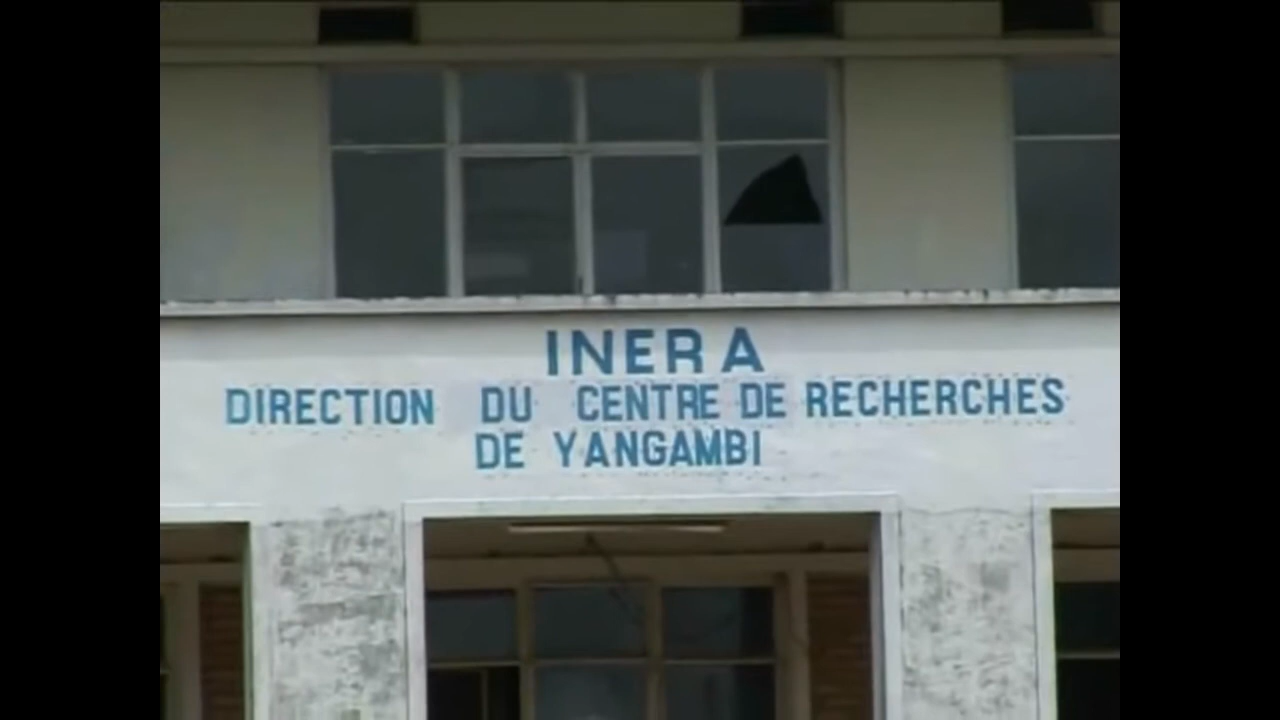 INERA
DIRECTION DU CENTRE DE RECHERCHES
DE YANGAMBI